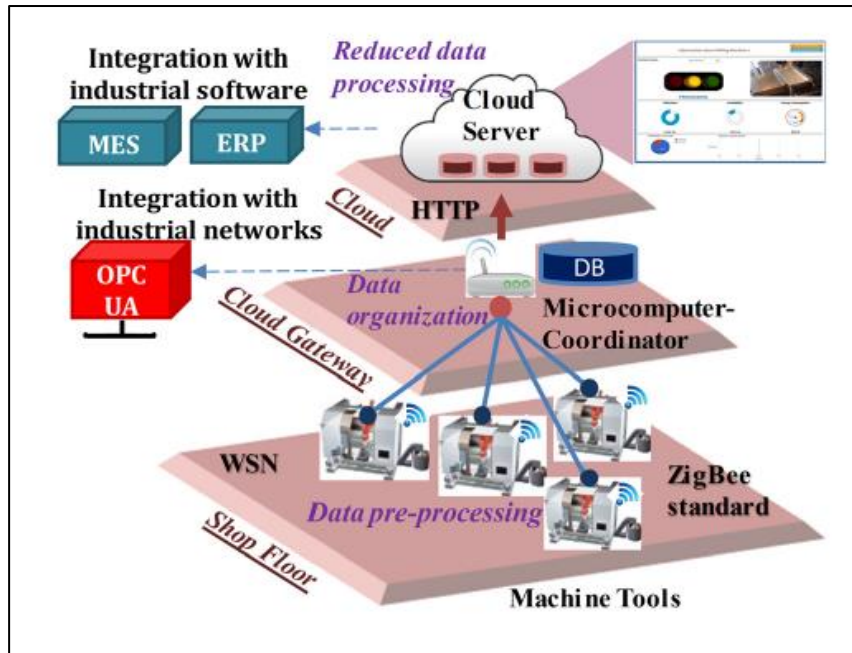 Integration with
industrial software
MES
ERP
Reduced data
processing
Cloud
Server
Integration with
industrial networks
OPC
UA
Cloud
HTTP
DB
Data
organization
Microcomputer-
Coordinator
Cloud Gateway
WSN
ZigBee
standard
Data pre-processing
Shop Floor
Machine Tools